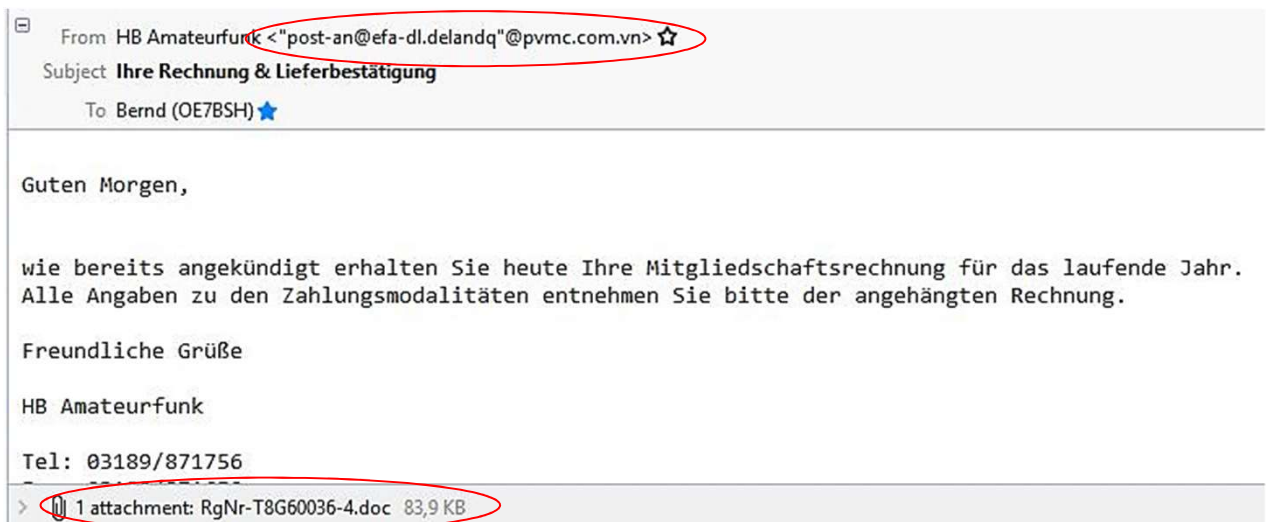 From HB Amateurfunk <"post-an@efa-dl.delandq"@pvmc.com.vn>
Subject Ihre Rechnung & Lieferbestätigung
To Bernd (OE7BSH)
Guten Morgen,
wie bereits angekündigt erhalten Sie heute Ihre Mitgliedschaftsrechnung für das laufende Jahr.
Alle Angaben zu den Zahlungsmodalitäten entnehmen Sie bitte der angehängten Rechnung.
Freundliche Grüße
HB Amateurfunk
Tel: 03189/871756
1 attachment: RgNr-T8G60036-4.doc 83,9 KB